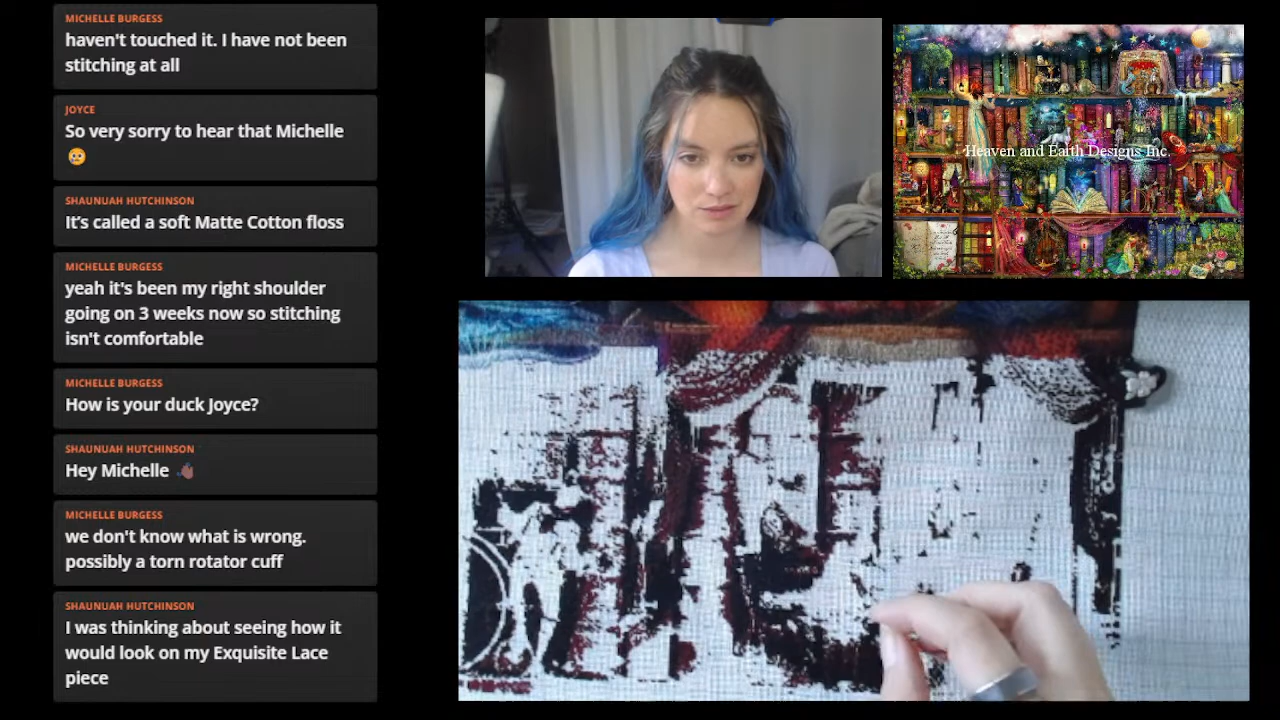 MICHELLE BURGESS
haven't touched it. I have not been
stitching at all
JOYCE
So very sorry to hear that Michelle
SHAUNUAH HUTCHINSON
It's called a soft Matte Cotton floss
MICHELLE BURGESS
yeah it's been my right shoulder
going on 3 weeks now so stitching
isn't comfortable
MICHELLE BURGESS
How is your duck Joyce?
SHAUNUAH HUTCHINSON
Hey Michelle
MICHELLE BURGESS
we don't know what is wrong.
possibly a torn rotator cuff
SHAUNUAH HUTCHINSON
I was thinking about seeing how it
would look on my Exquisite Lace
piece
Heaven and Earth Designs Inc.